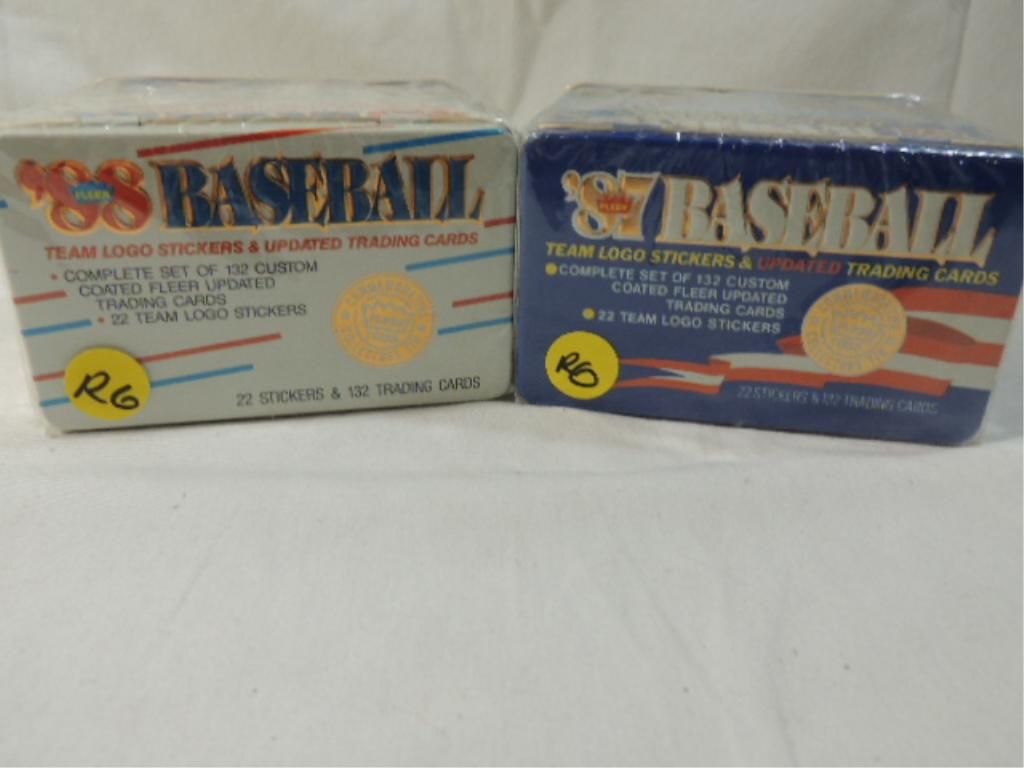 '88 BASEBALL
FLEER
TEAM LOGO STICKERS & UPDATED TRADING CARDS
• COMPLETE SET OF 132 CUSTOM
COATED FLEER UPDATED
TRADING CARDS
• 22 TEAM LOGO STICKERS
R6
22 STICKERS & 132 TRADING CARDS
'87 BASEBALL
FLEER
TEAM LOGO STICKERS & UPDATED TRADING CARDS
• COMPLETE SET OF 132 CUSTOM
COATED FLEER UPDATED
TRADING CARDS
• 22 TEAM LOGO STICKERS
R6
22 STICKERS & 132 TRADING CARDS